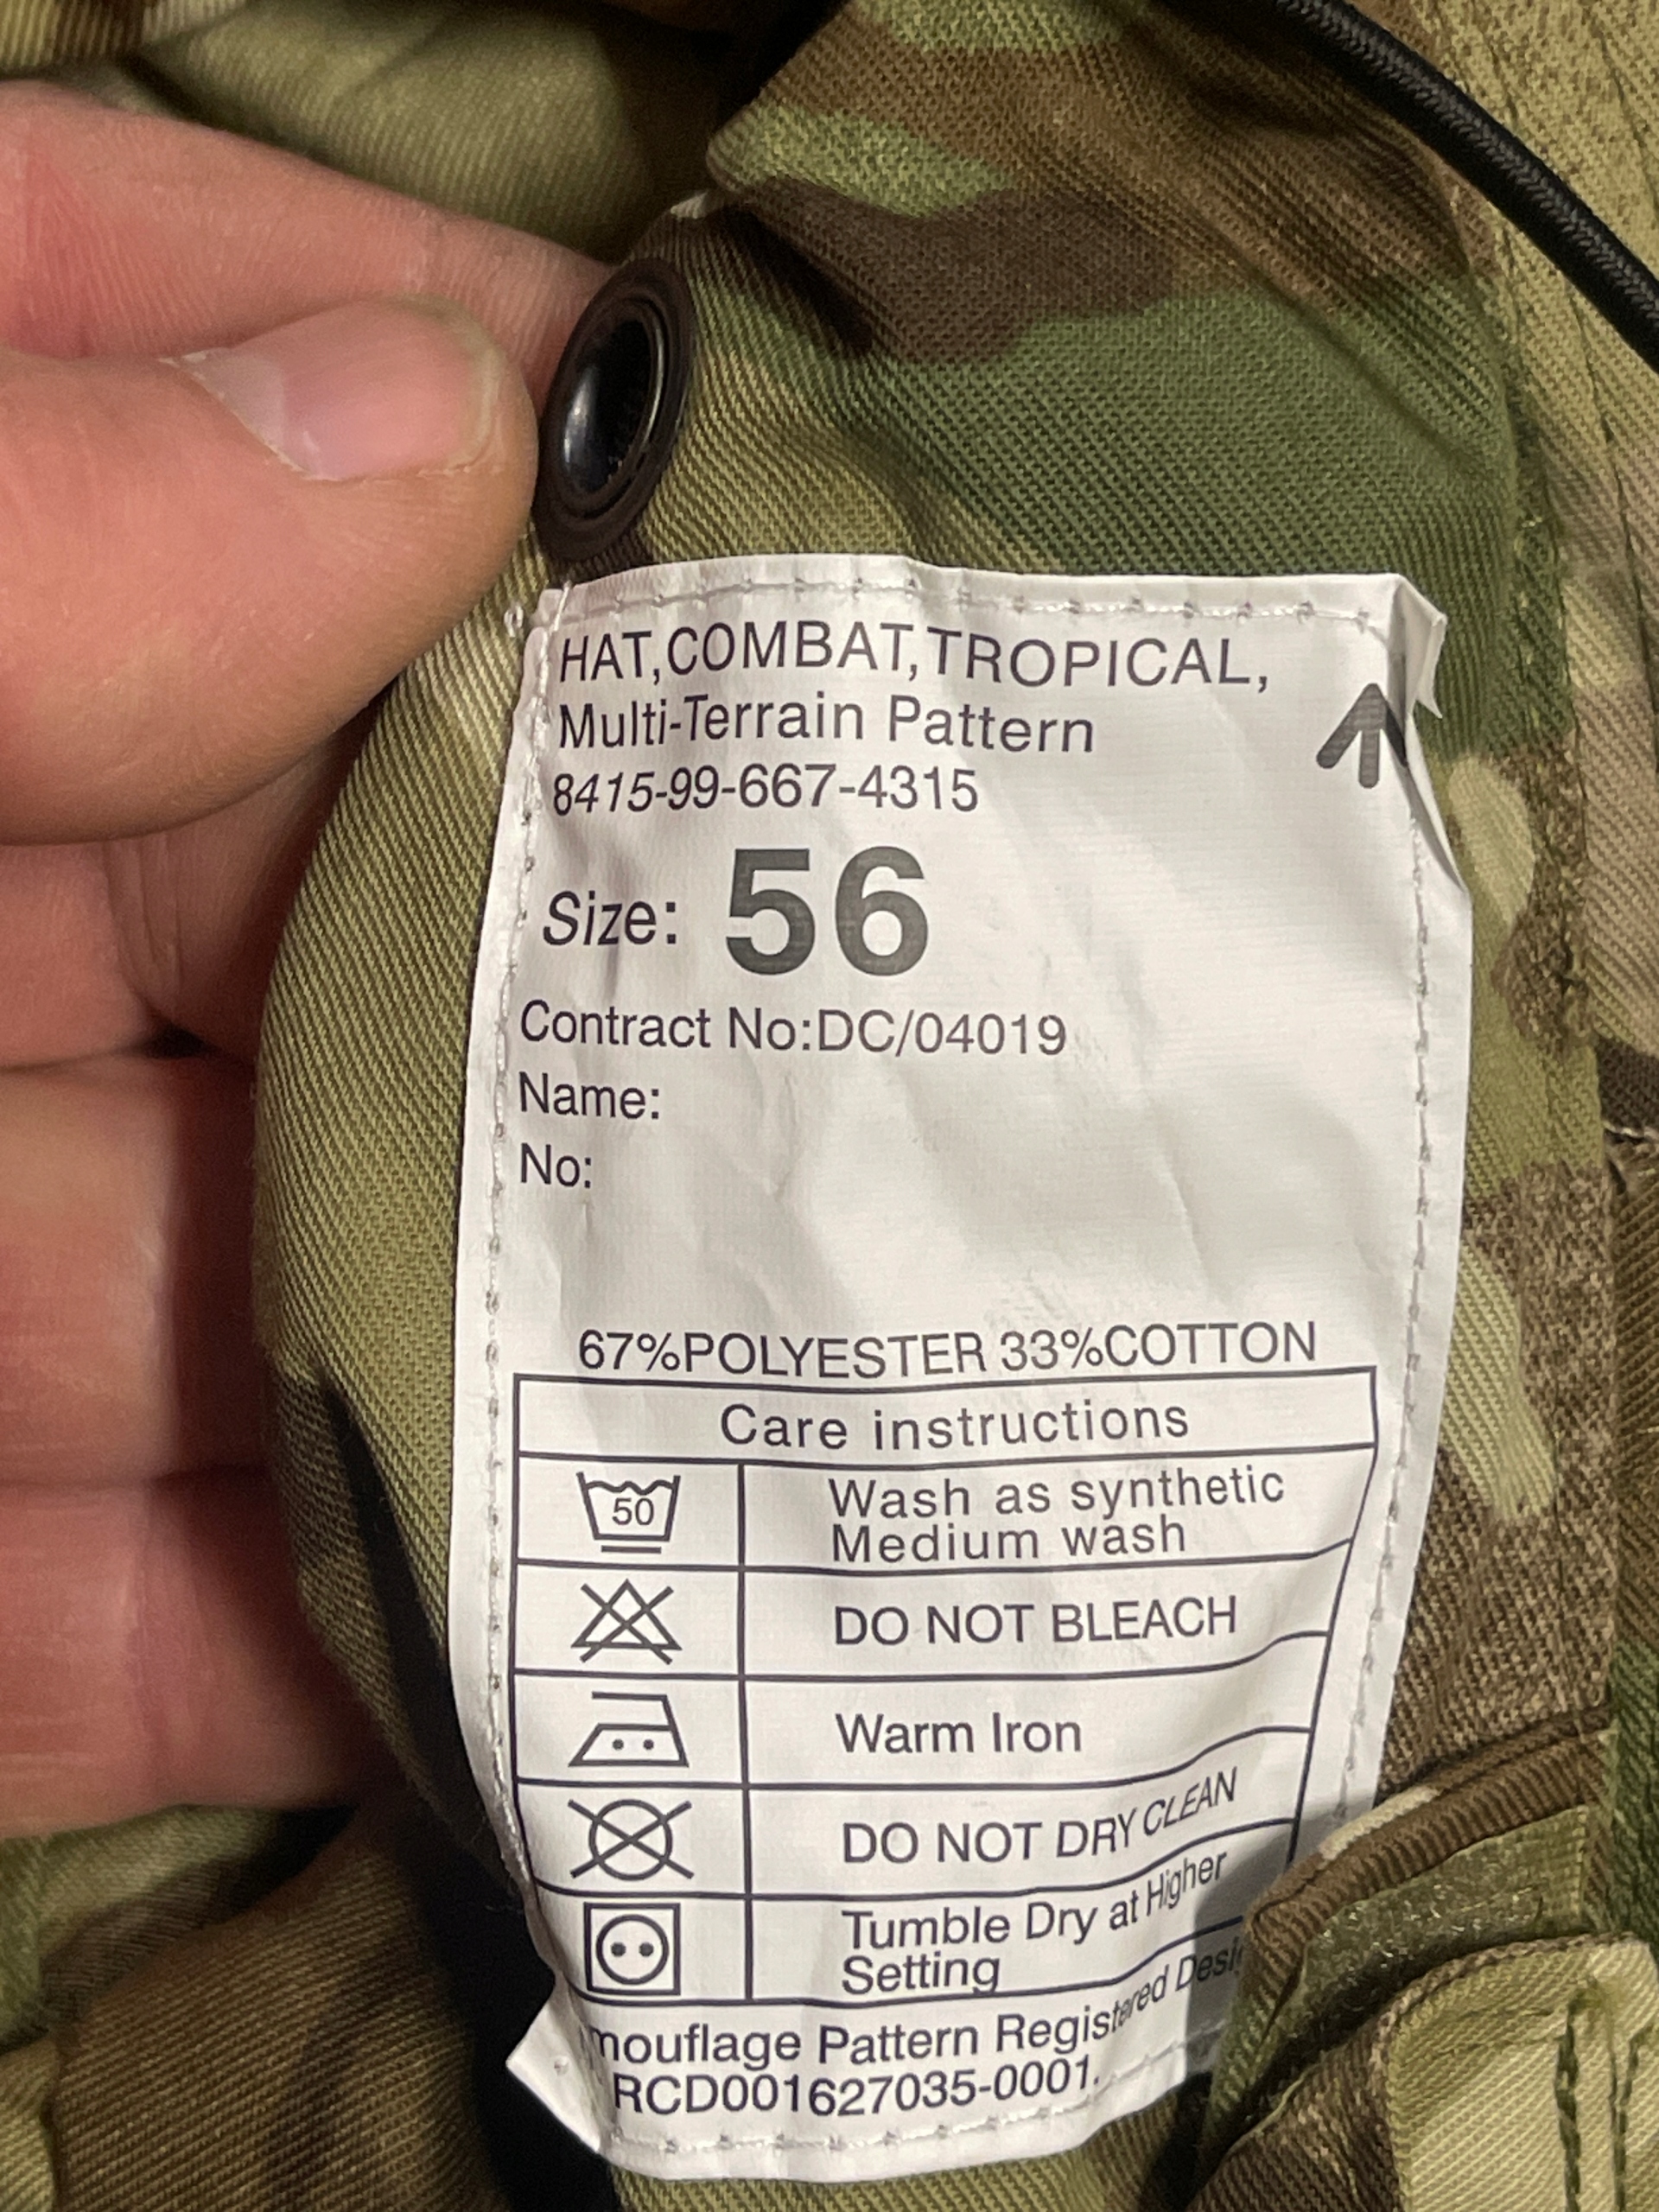 HAT,COMBAT,TROPICAL,
Multi-Terrain Pattern
8415-99-667-4315
Size: 56
Contract No:DC/04019
Name:
No:
67%POLYESTER 33%COTTON
Care instructions
50
Wash as synthetic
Medium wash
DO NOT BLEACH
Warm Iron
DO NOT DRY CLEAN
Tumble Dry at Higher
Setting
mouflage Pattern Registered Desi
RCD001627035-0001.